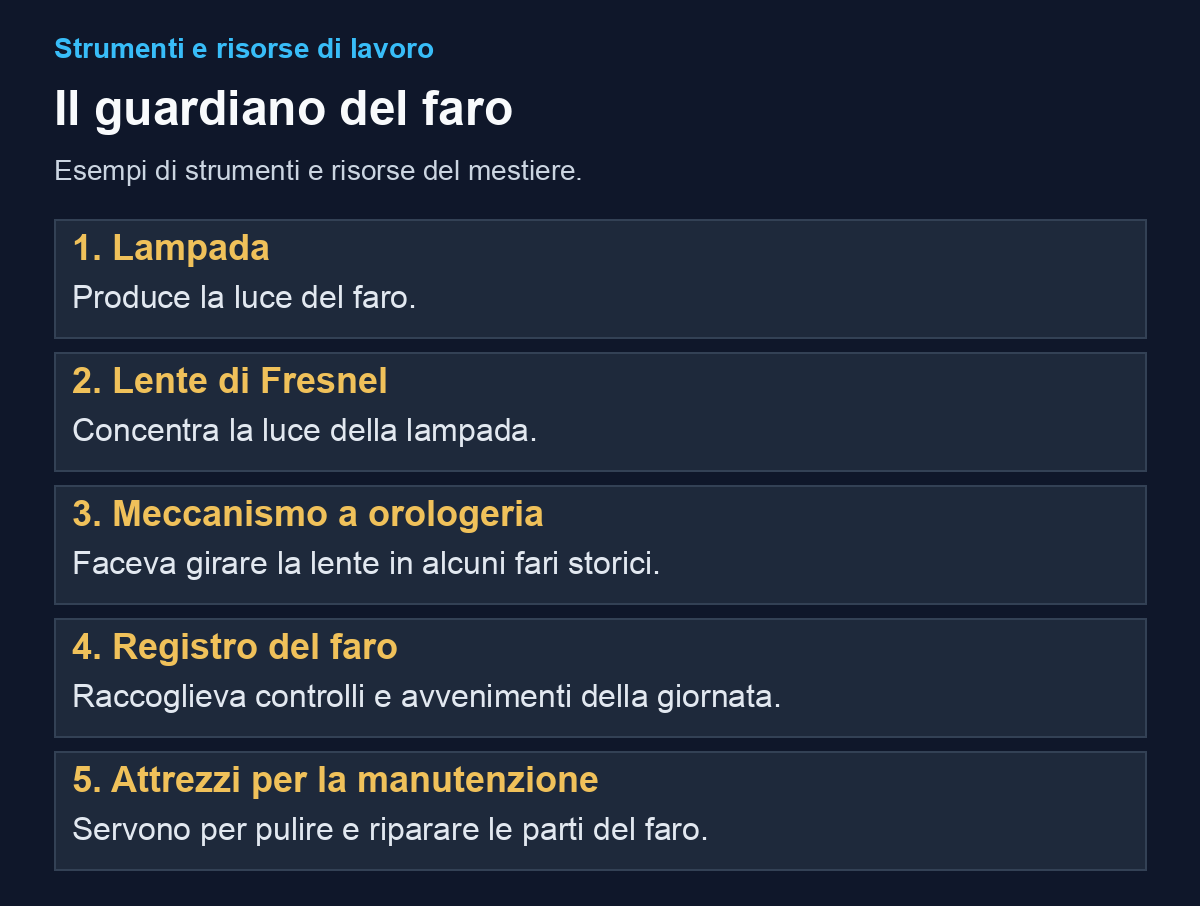 Strumenti e risorse di lavoro
Il guardiano del faro
Esempi di strumenti e risorse del mestiere.
1. Lampada
Produce la luce del faro.
2. Lente di Fresnel
Concentra la luce della lampada.
3. Meccanismo a orologeria
Faceva girare la lente in alcuni fari storici.
4. Registro del faro
Raccoglieva controlli e avvenimenti della giornata.
5. Attrezzi per la manutenzione
Servono per pulire e riparare le parti del faro.